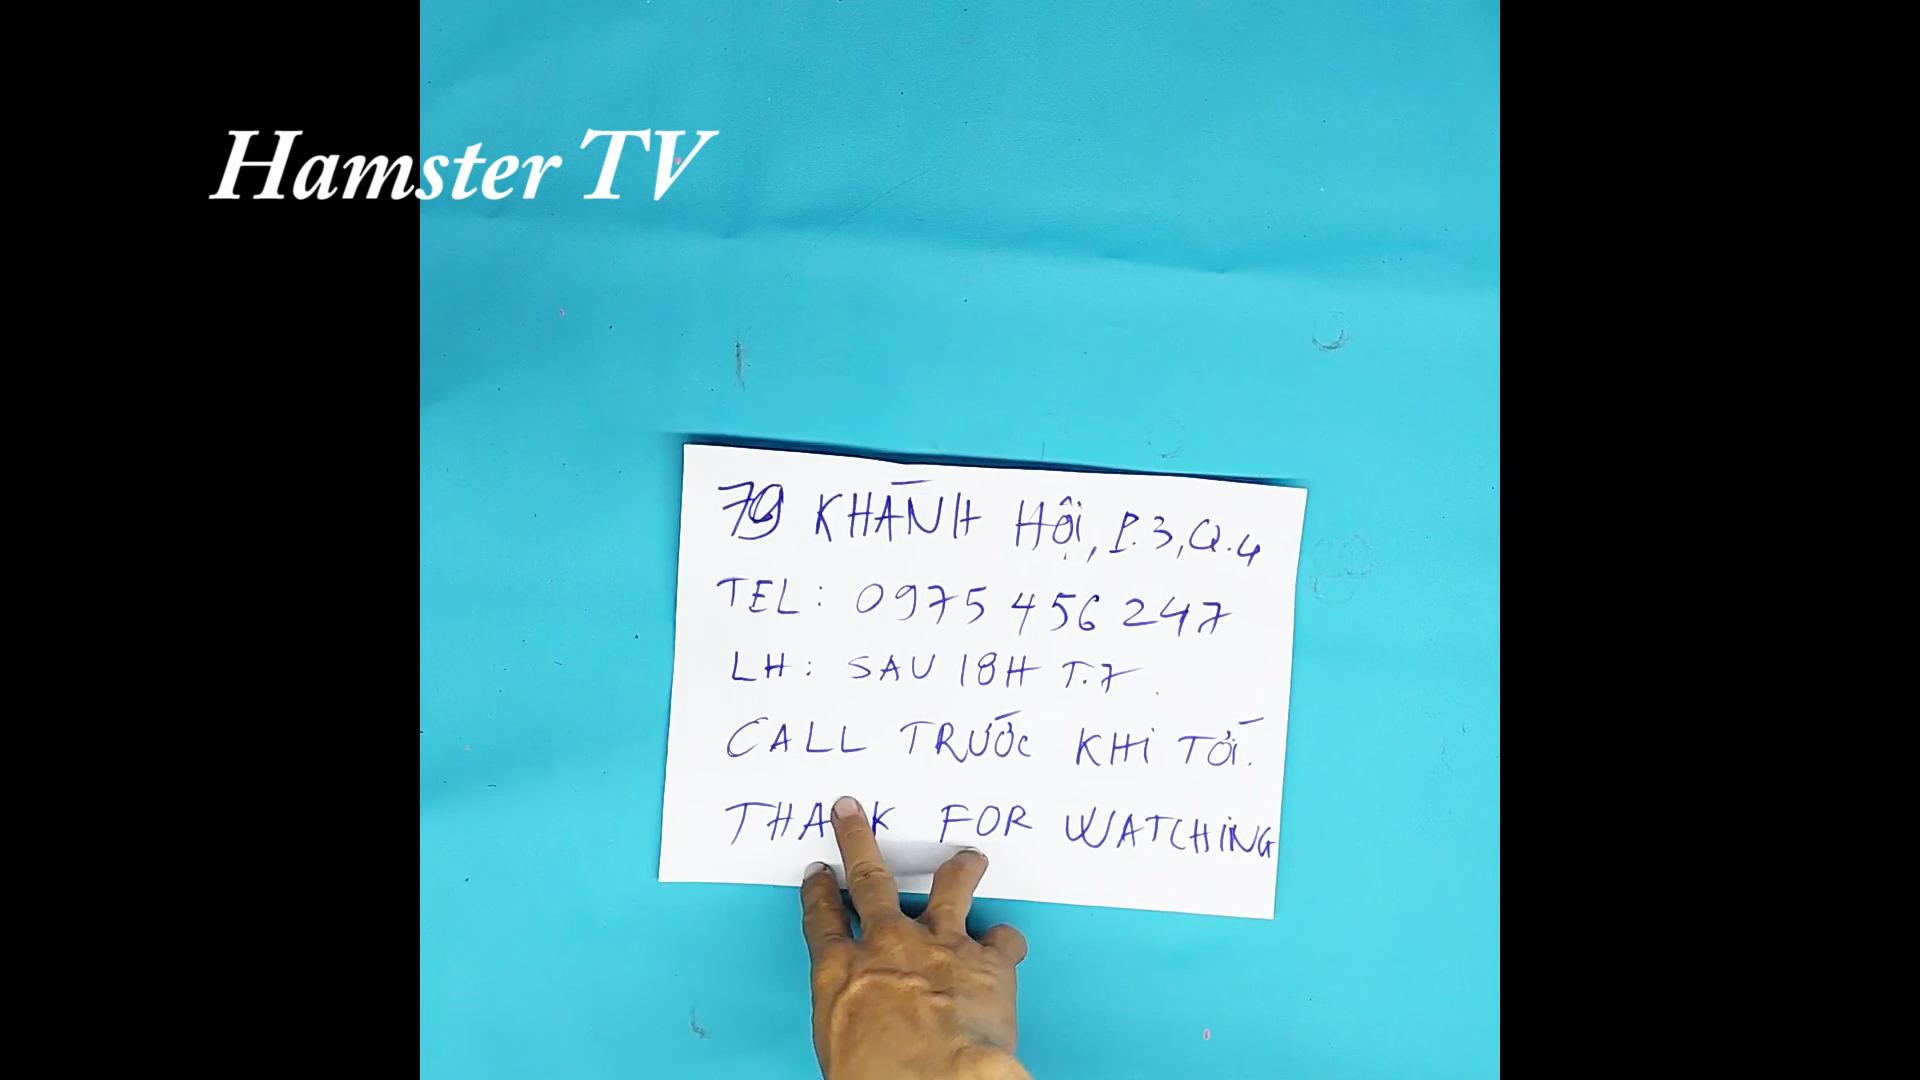 Hamster TV
79 KHÁNH HỘI, P.3, Q.4
TEL: 0975 456 247
LH: SAU 18H T.7
CALL TRƯỚC KHI TỚI.
THANK FOR WATCHING